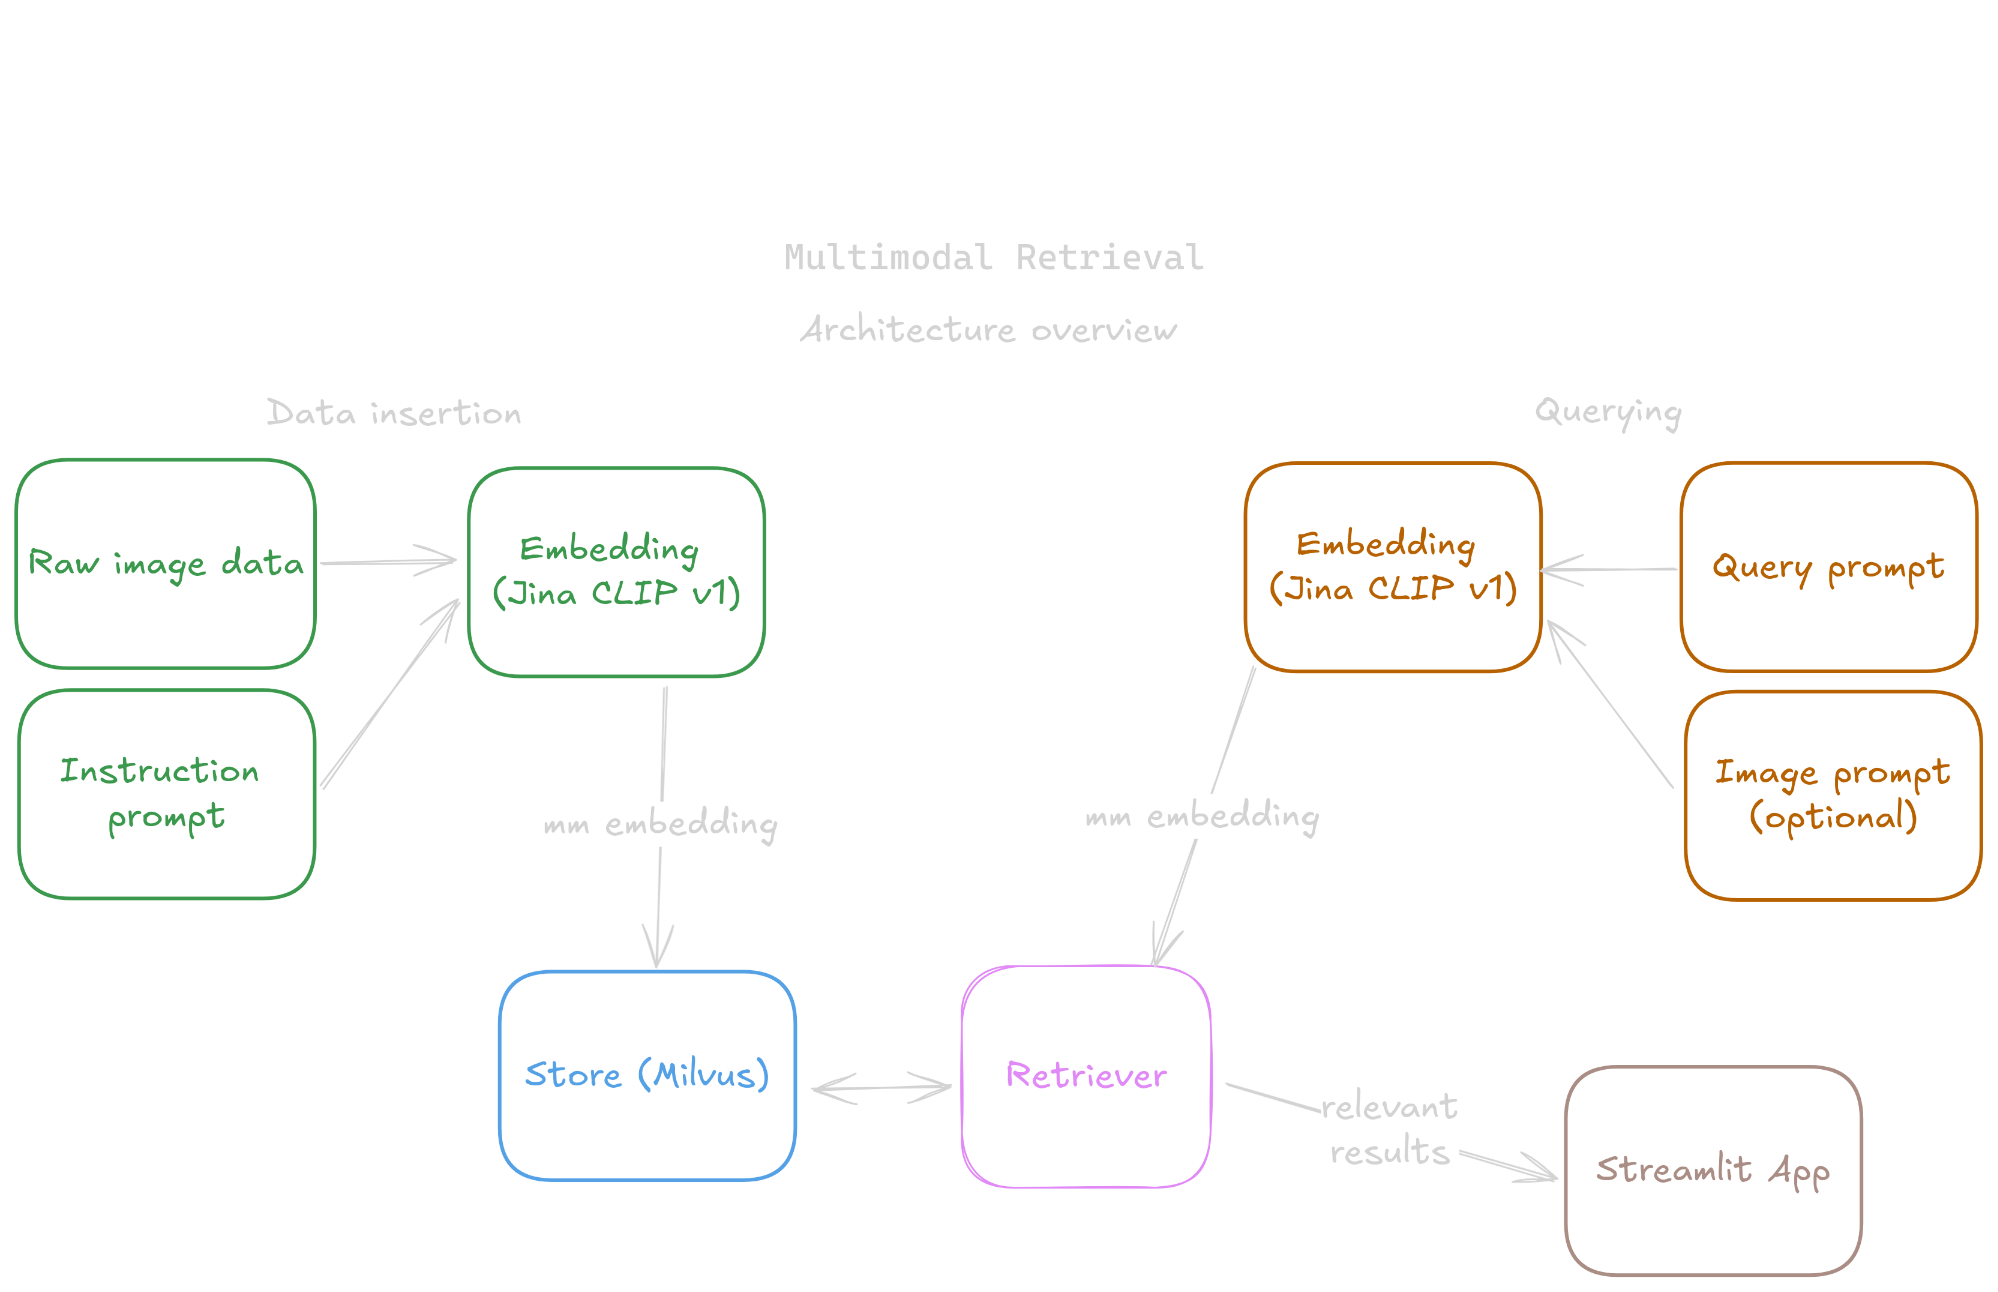 Multimodal Retrieval
Architecture overview
Data insertion
Querying
Raw image data
Embedding
(Jina CLIP v1)
Embedding
(Jina CLIP v1)
Query prompt
Instruction
prompt
Image prompt
(optional)
mm embedding
mm embedding
Store (Milvus)
Retriever
relevant
results
Streamlit App